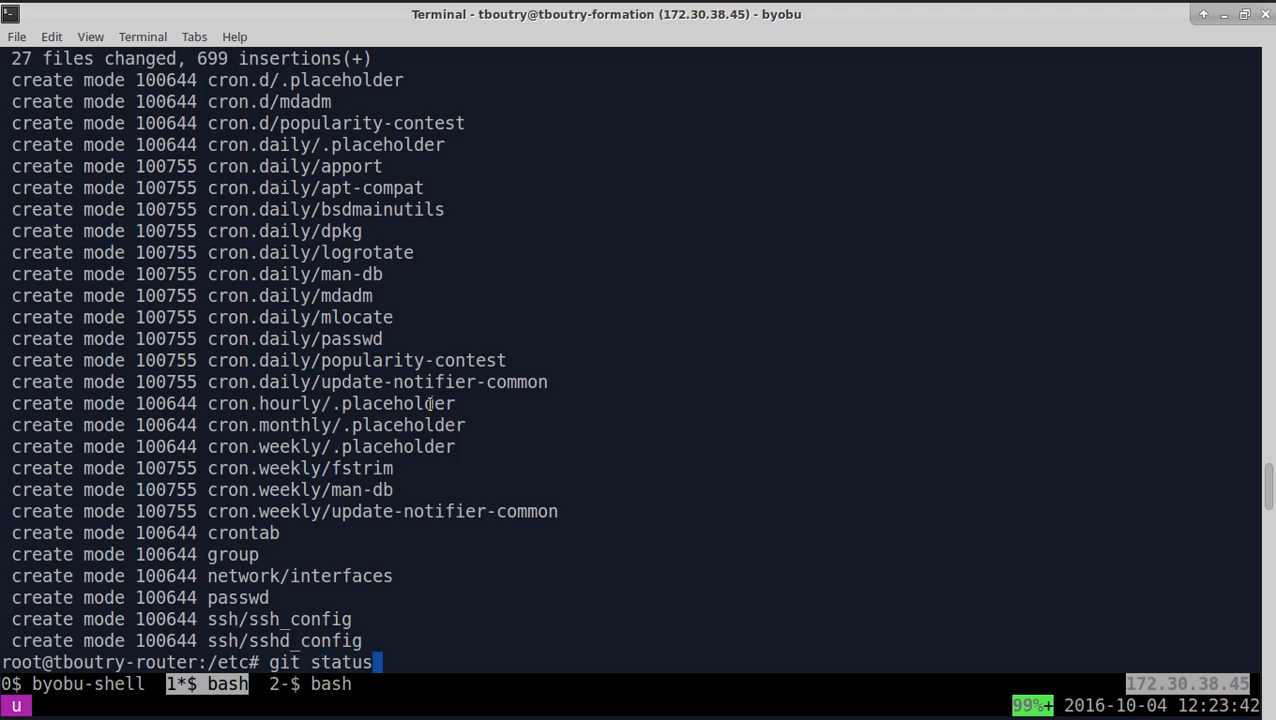 Terminal - tboutry@tboutry-formation (172.30.38.45) - byobu
File Edit View Terminal Tabs Help
27 files changed, 699 insertions(+)
create mode 100644 cron.d/.placeholder
create mode 100644 cron.d/mdadm
create mode 100644 cron.d/popularity-contest
create mode 100644 cron.daily/.placeholder
create mode 100755 cron.daily/apport
create mode 100755 cron.daily/apt-compat
create mode 100755 cron.daily/bsdmainutils
create mode 100755 cron.daily/dpkg
create mode 100755 cron.daily/logrotate
create mode 100755 cron.daily/man-db
create mode 100755 cron.daily/mdadm
create mode 100755 cron.daily/mlocate
create mode 100755 cron.daily/passwd
create mode 100755 cron.daily/popularity-contest
create mode 100755 cron.daily/update-notifier-common
create mode 100644 cron.hourly/.placeholder
create mode 100644 cron.monthly/.placeholder
create mode 100644 cron.weekly/.placeholder
create mode 100755 cron.weekly/fstrim
create mode 100755 cron.weekly/man-db
create mode 100755 cron.weekly/update-notifier-common
create mode 100644 crontab
create mode 100644 group
create mode 100644 network/interfaces
create mode 100644 passwd
create mode 100644 ssh/ssh_config
create mode 100644 ssh/sshd_config
root@tboutry-router:/etc# git status
0$ byobu-shell 1*$ bash 2-$ bash 172.30.38.45
u 99%+ 2016-10-04 12:23:42